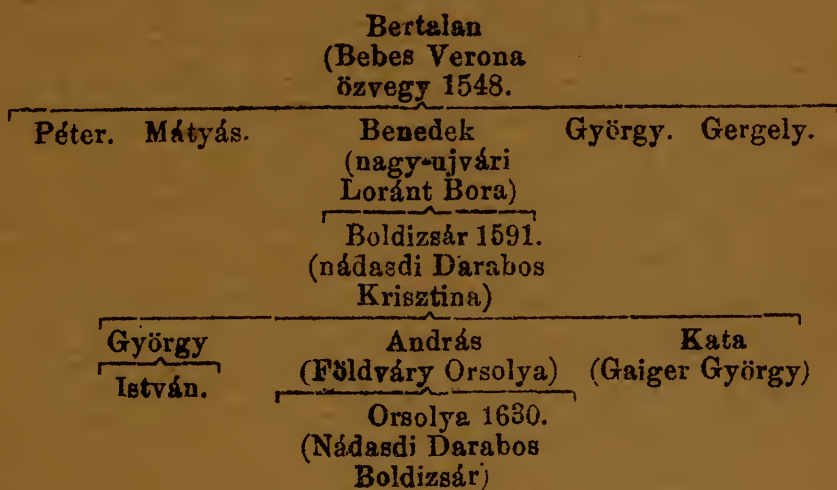 Bertalan
(Bebes Verona
özvegy 1548.
Péter. Mátyás. Benedek György. Gergely.
(nagy-ujvári
Loránt Bora)
Boldizsár 1591.
(nádasdi Darabos
Krisztina)
György András Kata
István. (Földváry Orsolya) (Gaiger György)
Orsolya 1630.
(Nádasdi Darabos
Boldizsár)